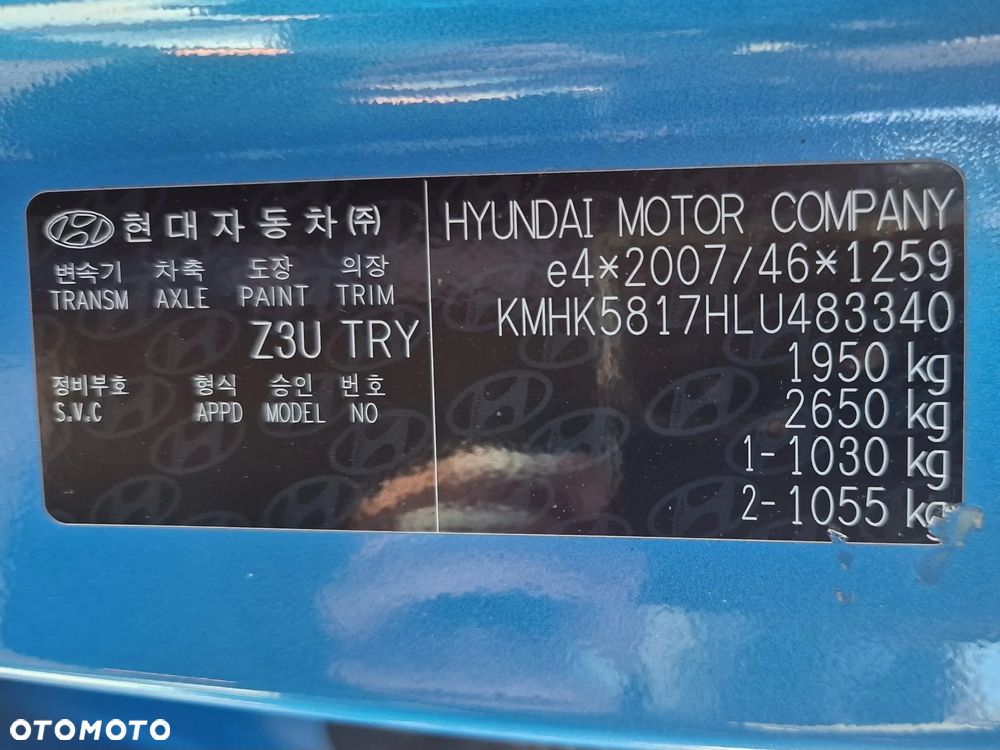 현대자동차㈜
변속기 차축 도장 의장
TRANSM AXLE PAINT TRIM
Z3U TRY
정비부호 형식 승인 번호
S.V.C APPD MODEL NO
HYUNDAI MOTOR COMPANY
e4*2007/46*1259
KMHK5817HLU483340
1950 kg
2650 kg
1-1030 kg
2-1055 kg
OTOMOTO